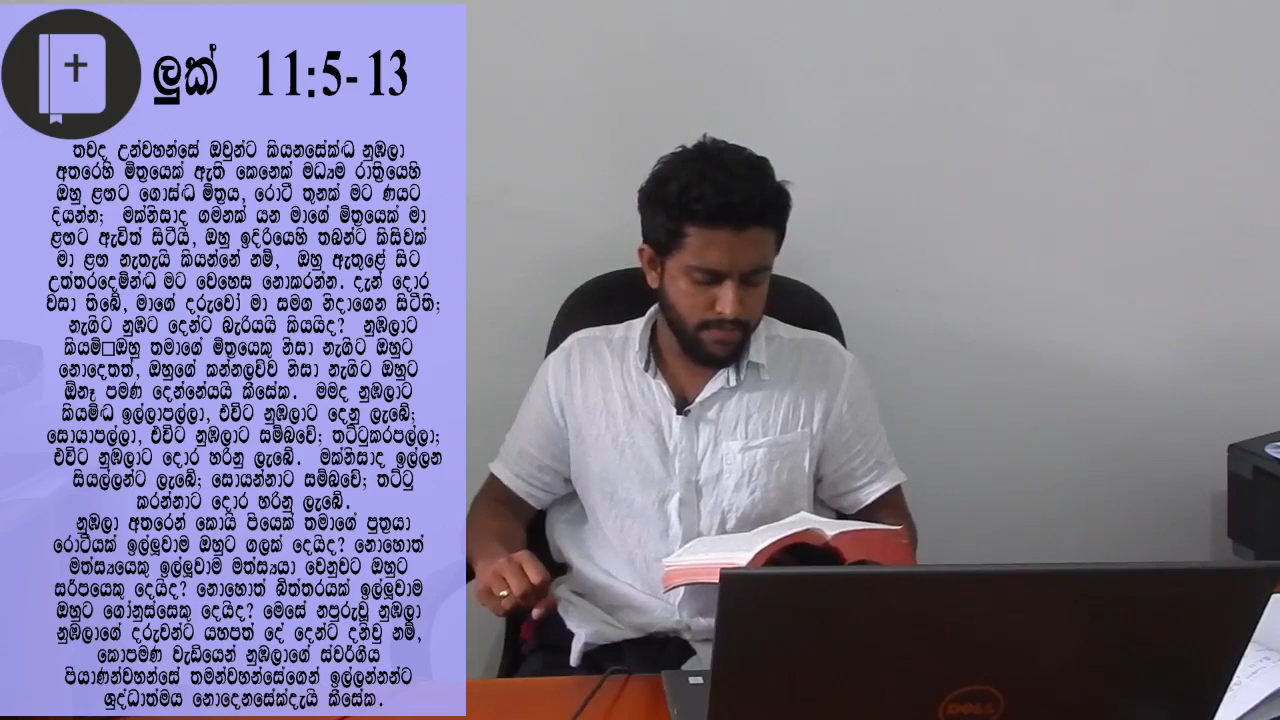 ලුක් 11:5-13
තවද උන්වහන්සේ ඔවුන්ට කියනසේක්ධ නුඹලා
අතරෙහි මිත්‍රයෙක් ඇති කෙනෙක් මධ්‍යම රාත්‍රියෙහි
ඔහු ළඟට ගොස්ධ මිත්‍රය, රොටී තුනක් මට ණයට
දියන්න; මක්නිසාද ගමනක් යන මාගේ මිත්‍රයෙක් මා
ළඟට ඇවිත් සිටියි, ඔහු ඉදිරියෙහි තබන්ට කිසිවක්
මා ළඟ නැතැයි කියන්නේ නම්, ඔහු ඇතුළේ සිට
උත්තරදෙමින්ධ මට වෙහෙස නොකරන්න. දැන් දොර
වසා තිබේ, මාගේ දරුවෝ මා සමග නිදාගෙන සිටිති;
නැගිට නුඹට දෙන්ට බැරියයි කියයිද? නුඹලාට
කියමි□ඔහු තමාගේ මිත්‍රයෙකු නිසා නැගිට ඔහුට
නොදෙතත්, ඔහුගේ කන්නලව්ව නිසා නැගිට ඔහුට
ඕනෑ පමණ දෙන්නේයයි කීසේක. මමද නුඹලාට
කියමිධ ඉල්ලාපල්ලා, එවිට නුඹලාට දෙනු ලැබේ;
සොයාපල්ලා, එවිට නුඹලාට සම්බවේ; තට්ටුකරපල්ලා;
එවිට නුඹලාට දොර හරිනු ලැබේ. මක්නිසාද ඉල්ලන
සියල්ලන්ට ලැබේ; සොයන්නාට සම්බවේ; තට්ටු
කරන්නාට දොර හරිනු ලැබේ.
නුඹලා අතරෙන් කොයි පියෙක් තමාගේ පුත්‍රයා
රොටියක් ඉල්ලූවාම ඔහුට ගලක් දෙයිද? නොහොත්
මත්ස්‍යයෙකු ඉල්ලූවාම මත්ස්‍යයා වෙනුවට ඔහුට
සර්පයෙකු දෙයිද? නොහොත් බිත්තරයක් ඉල්ලූවාම
ඔහුට ගෝනුස්සෙකු දෙයිද? මෙසේ නපුරුවූ නුඹලා
නුඹලාගේ දරුවන්ට යහපත් දේ දෙන්ට දනිවු නම්,
කොපමණ වැඩියෙන් නුඹලාගේ ස්වර්ගීය
පියාණන්වහන්සේ තමන්වහන්සේගෙන් ඉල්ලන්නන්ට
ශුද්ධාත්මය නොදෙනසේක්දැයි කීසේක.
DELL